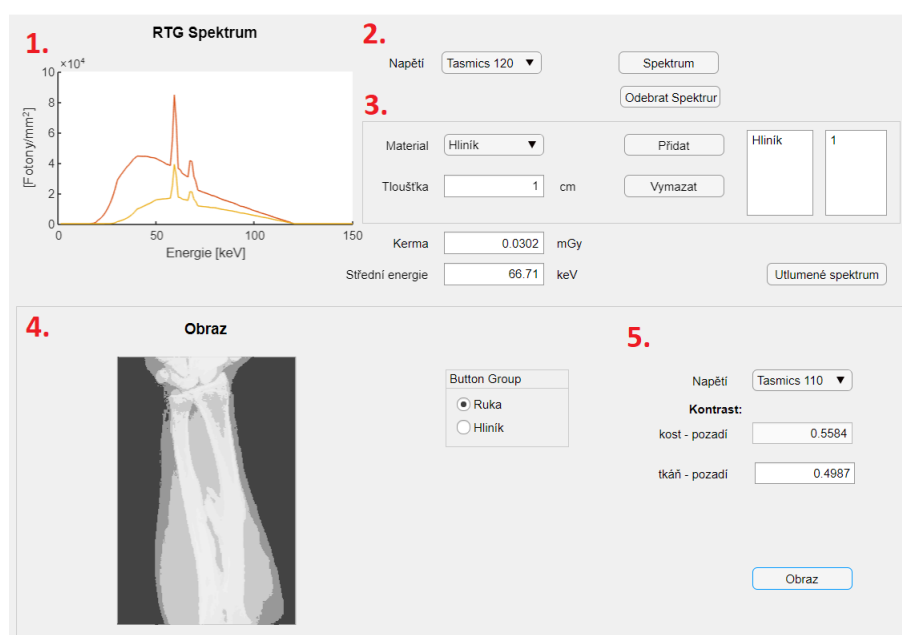 1.
RTG Spektrum
×10⁴
10
8
6
4
2
0
[Fotony/mm²]
0 50 100 150
Energie [keV]
2.
Napětí Tasmics 120 ▼ Spektrum
Odebrat Spektrur
3.
Material Hliník ▼ Přidat Hliník 1
Tloušťka 1 cm Vymazat
Kerma 0.0302 mGy
Střední energie 66.71 keV Utlumené spektrum
4.
Obraz
Button Group
Ruka
Hliník
5.
Napětí Tasmics 110 ▼
Kontrast:
kost - pozadí 0.5584
tkáň - pozadí 0.4987
Obraz